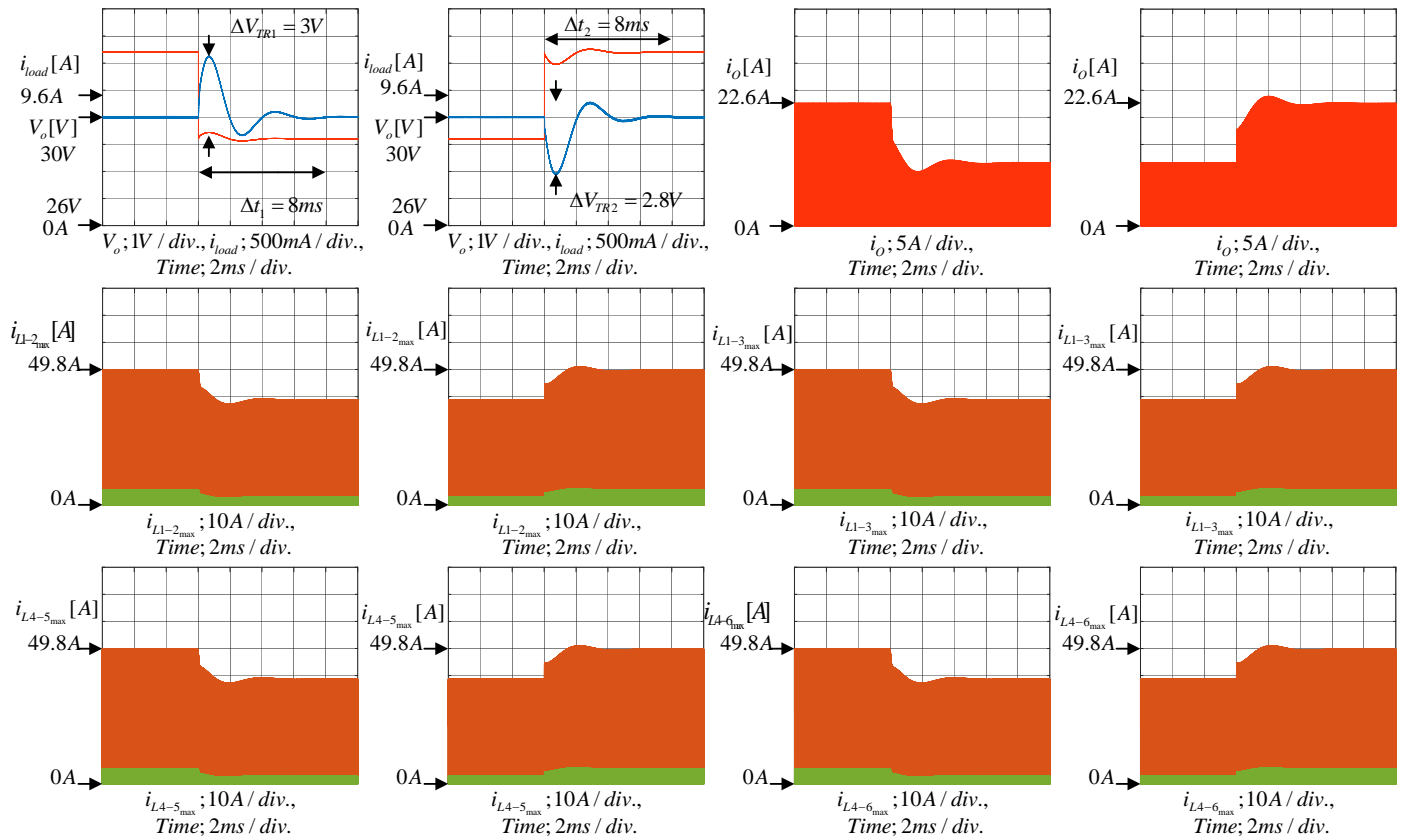 ΔV_TR1 = 3V
i_load [A]
9.6A
V_o [V]
30V
26V
0A
Δt_1 = 8ms
V_o ; 1V / div., i_load ; 500mA / div.,
Time; 2ms / div.
Δt_2 = 8ms
i_load [A]
9.6A
V_o [V]
30V
26V
0A
ΔV_TR2 = 2.8V
V_o ; 1V / div., i_load ; 500mA / div.,
Time; 2ms / div.
i_O [A]
22.6A
0A
i_o ; 5A / div.,
Time; 2ms / div.
i_O [A]
22.6A
0A
i_o ; 5A / div.,
Time; 2ms / div.
i_L1-2max [A]
49.8A
0A
i_L1-2max ; 10A / div.,
Time; 2ms / div.
i_L1-2max [A]
49.8A
0A
i_L1-2max ; 10A / div.,
Time; 2ms / div.
i_L1-3max [A]
49.8A
0A
i_L1-3max ; 10A / div.,
Time; 2ms / div.
i_L1-3max [A]
49.8A
0A
i_L1-3max ; 10A / div.,
Time; 2ms / div.
i_L4-5max [A]
49.8A
0A
i_L4-5max ; 10A / div.,
Time; 2ms / div.
i_L4-5max [A]
49.8A
0A
i_L4-5max ; 10A / div.,
Time; 2ms / div.
i_L4-6max [A]
49.8A
0A
i_L4-6max ; 10A / div.,
Time; 2ms / div.
i_L4-6max [A]
49.8A
0A
i_L4-6max ; 10A / div.,
Time; 2ms / div.